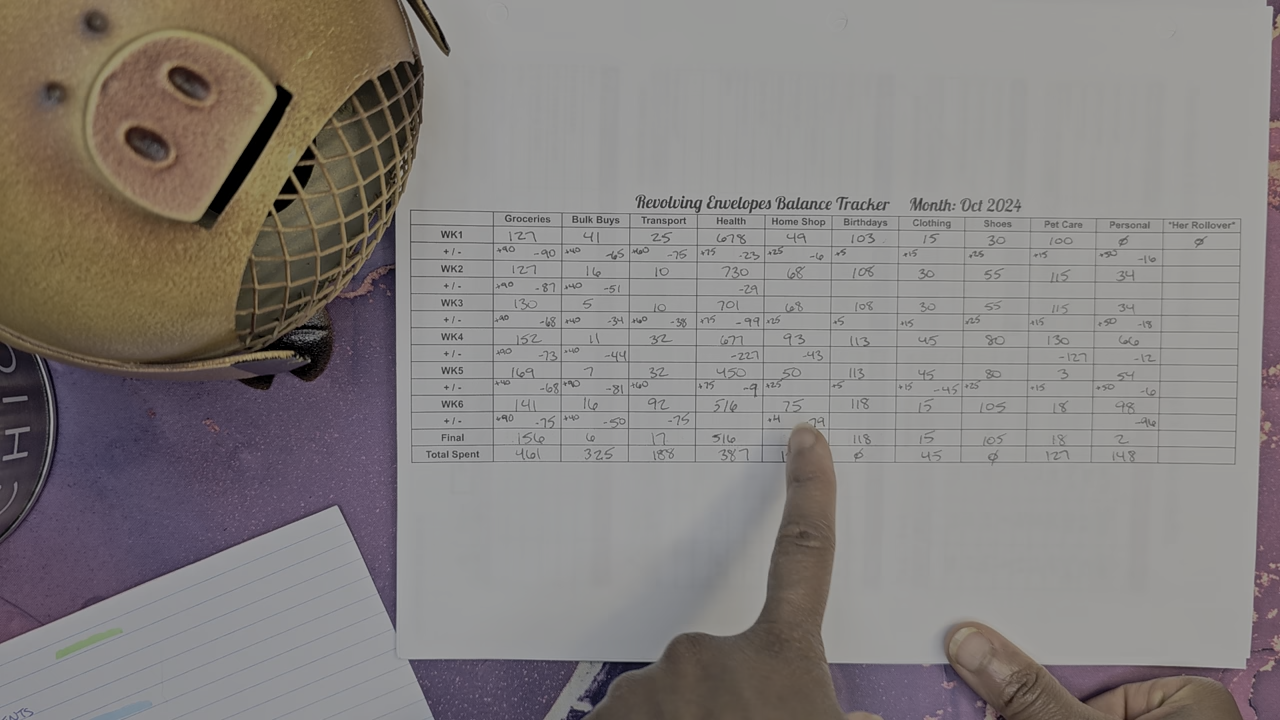 Revolving Envelopes Balance Tracker Month: Oct 2024
Groceries Bulk Buys Transport Health Home Shop Birthdays Clothing Shoes Pet Care Personal "Her Rollover"
WK1 127 41 25 678 49 103 15 30 100 ∅ ∅
+ / - +90 -90 +40 -65 +60 -75 +75 -23 +25 -6 +5 +15 +25 +15 +50 -16
WK2 127 16 10 730 68 108 30 55 115 34
+ / - +90 -87 +40 -51 -29
WK3 130 5 10 701 68 108 30 55 115 34
+ / - +90 -68 +40 -34 +60 -38 +75 -99 +25 +5 +15 +25 +15 +50 -18
WK4 152 11 32 677 93 113 45 80 130 66
+ / - +90 -73 +40 -44 -227 -43 -127 -12
WK5 169 7 32 450 50 113 45 80 3 54
+ / - +40 -68 +90 -81 +60 +75 -9 +25 +5 +15 -45 +25 +15 +50 -6
WK6 141 16 92 516 75 118 15 105 18 98
+ / - +90 -75 +40 -50 -75 +4 -79 -96
Final 156 6 17 516 118 15 105 18 2
Total Spent 461 325 188 387 ∅ 45 ∅ 127 148
CHIC